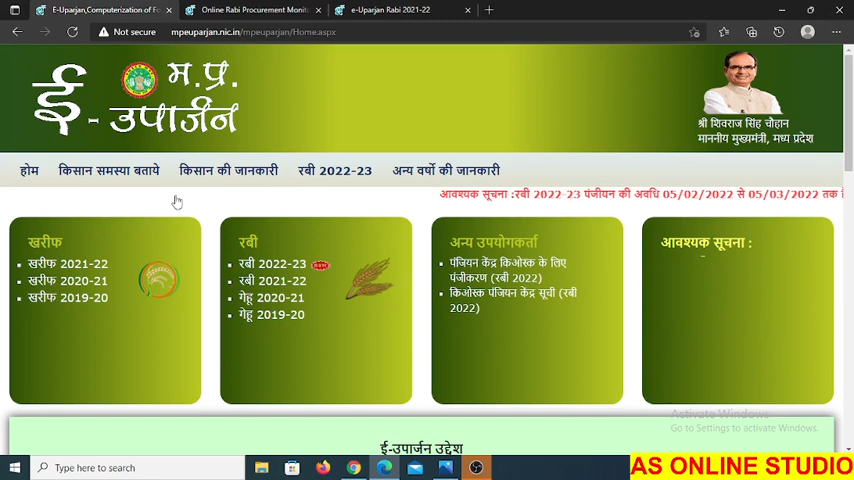 E-Uparjan,Computerization of Fo
Online Rabi Procurement Monito
e-Uparjan Rabi 2021-22
Not secure
mpeuparjan.nic.in/mpeuparjan/Home.aspx
म.प्र.
ई - उपार्जन
श्री शिवराज सिंह चौहान
माननीय मुख्यमंत्री, मध्य प्रदेश
होम किसान समस्या बताये किसान की जानकारी रबी 2022-23 अन्य वर्षो की जानकारी
आवश्यक सूचना :रबी 2022-23 पंजीयन की अवधि 05/02/2022 से 05/03/2022 तक है
खरीफ
खरीफ 2021-22
खरीफ 2020-21
खरीफ 2019-20
रबी
रबी 2022-23
रबी 2021-22
गेहू 2020-21
गेहू 2019-20
अन्य उपयोगकर्ता
पंजियन केंद्र किओस्क के लिए
पंजीकरण (रबी 2022)
किओस्क पंजियन केंद्र सूची (रबी
2022)
आवश्यक सूचना :
Activate Windows
Go to Settings to activate Windows.
ई-उपार्जन उद्देश
Type here to search
AS ONLINE STUDIO